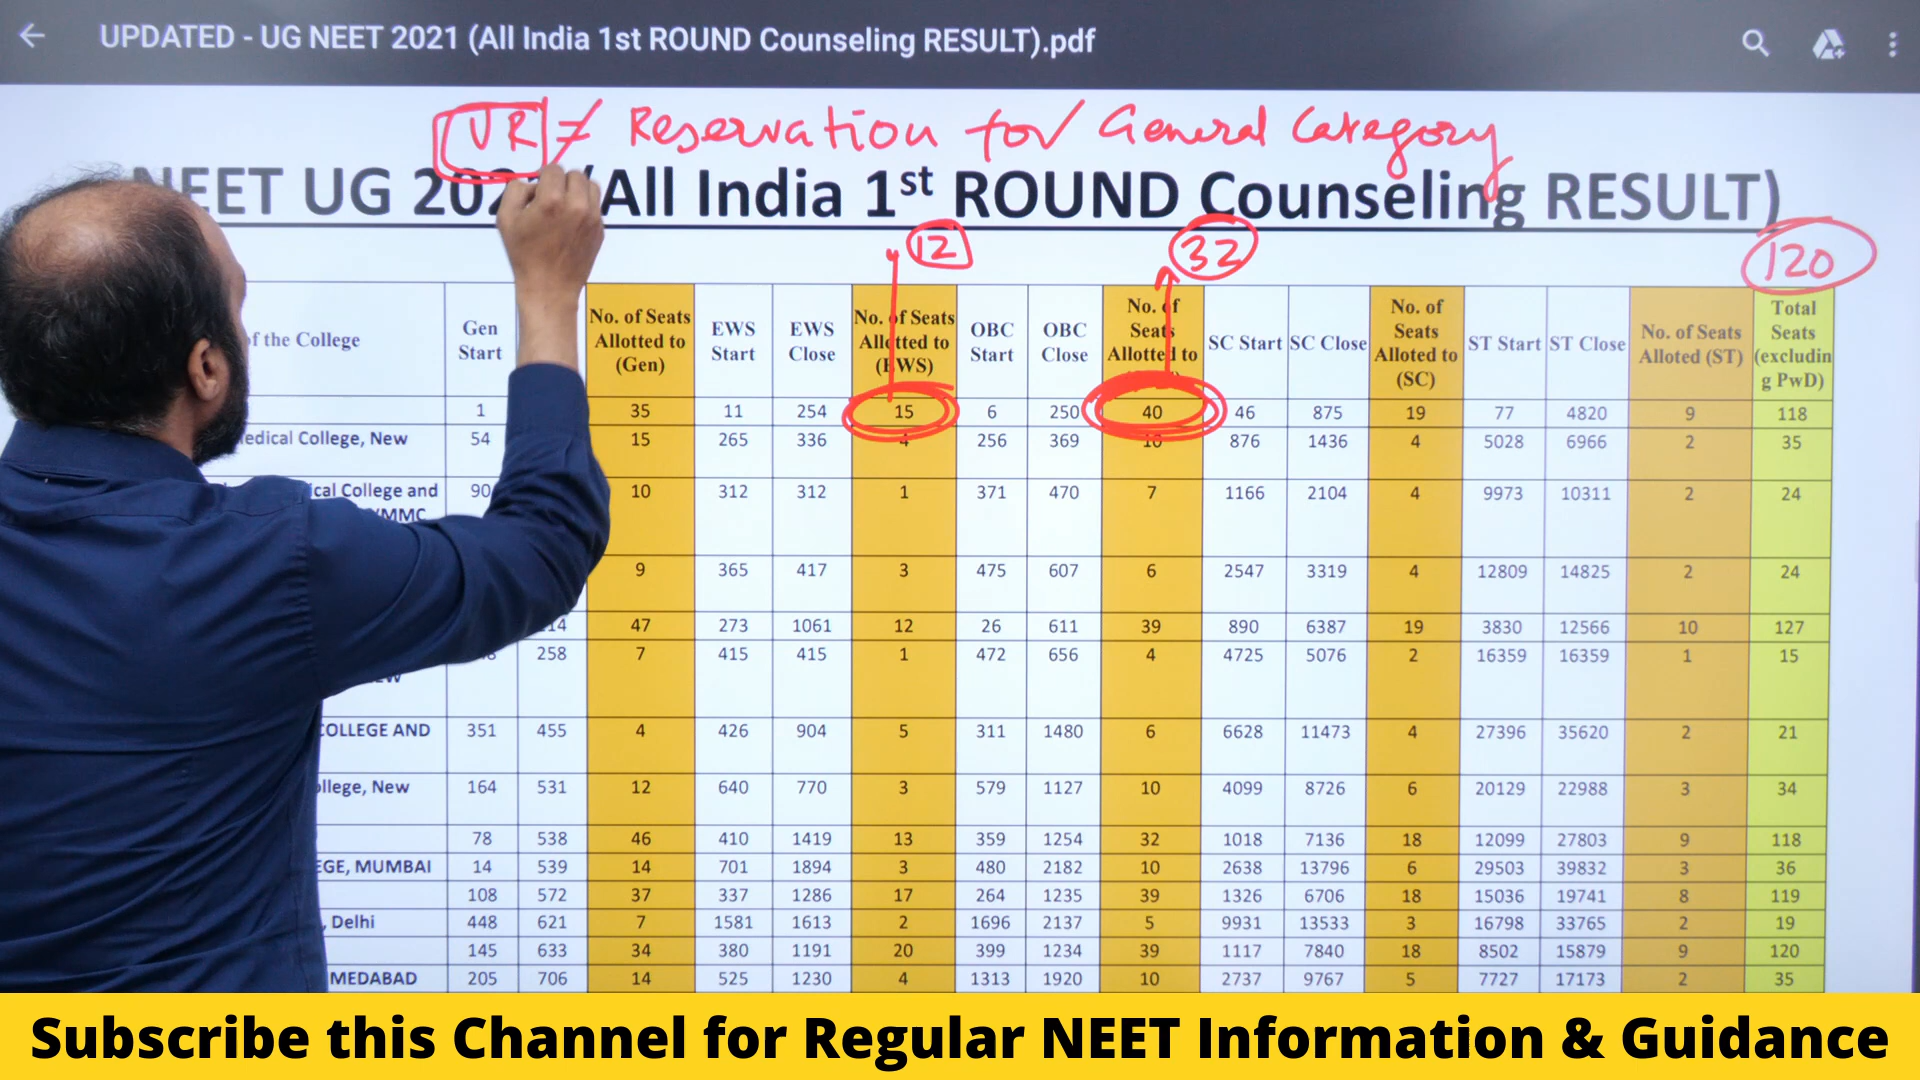 UPDATED - UG NEET 2021 (All India 1st ROUND Counseling RESULT).pdf
UR ≠ Reservation for General Category
NEET UG 202 (All India 1st ROUND Counseling RESULT)
12 32 120
f the College Gen Start No. of Seats Allotted to (Gen) EWS Start EWS Close No. of Seats Allotted to (EWS) OBC Start OBC Close No. of Seats Allotted to SC Start SC Close No. of Seats Alloted to (SC) ST Start ST Close No. of Seats Alloted (ST) Total Seats (excluding PwD)
1 35 11 254 15 6 250 40 46 875 19 77 4820 9 118
edical College, New 54 15 265 336 4 256 369 10 876 1436 4 5028 6966 2 35
ical College and 90 10 312 312 1 371 470 7 1166 2104 4 9973 10311 2 24
MMC
9 365 417 3 475 607 6 2547 3319 4 12809 14825 2 24
14 47 273 1061 12 26 611 39 890 6387 19 3830 12566 10 127
258 7 415 415 1 472 656 4 4725 5076 2 16359 16359 1 15
COLLEGE AND 351 455 4 426 904 5 311 1480 6 6628 11473 4 27396 35620 2 21
llege, New 164 531 12 640 770 3 579 1127 10 4099 8726 6 20129 22988 3 34
78 538 46 410 1419 13 359 1254 32 1018 7136 18 12099 27803 9 118
EGE, MUMBAI 14 539 14 701 1894 3 480 2182 10 2638 13796 6 29503 39832 3 36
108 572 37 337 1286 17 264 1235 39 1326 6706 18 15036 19741 8 119
, Delhi 448 621 7 1581 1613 2 1696 2137 5 9931 13533 3 16798 33765 2 19
145 633 34 380 1191 20 399 1234 39 1117 7840 18 8502 15879 9 120
MEDABAD 205 706 14 525 1230 4 1313 1920 10 2737 9767 5 7727 17173 2 35
Subscribe this Channel for Regular NEET Information & Guidance